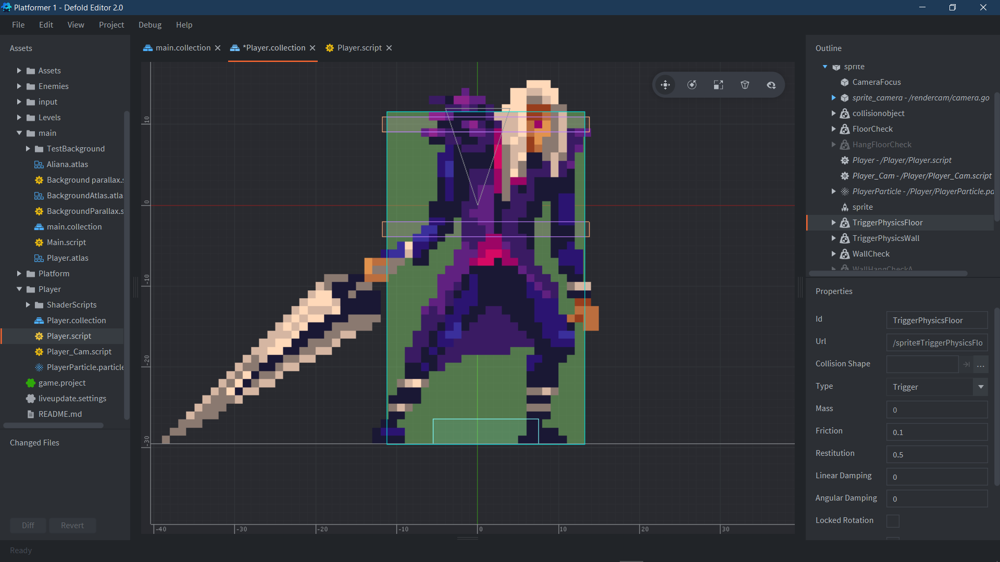 Platformer 1 - Defold Editor 2.0
File Edit View Project Debug Help
Assets
Assets
Enemies
input
Levels
main
TestBackground
Aliana.atlas
Background parallax.s
BackgroundAtlas.atla
BackgroundParallax.s
main.collection
Main.script
Player.atlas
Platform
Player
ShaderScripts
Player.collection
Player.script
Player_Cam.script
PlayerParticle.particle
game.project
liveupdate.settings
README.md
Changed Files
Diff Revert
Ready
main.collection *Player.collection Player.script
10
0
-10
-20
-30
-40 -30 -20 -10 0 10 20 30
Outline
sprite
CameraFocus
sprite_camera - /rendercam/camera.go
collisionobject
FloorCheck
HangFloorCheck
Player - /Player/Player.script
Player_Cam - /Player/Player_Cam.script
PlayerParticle - /Player/PlayerParticle.pa
sprite
TriggerPhysicsFloor
TriggerPhysicsWall
WallCheck
WallHangCheckA
Properties
Id TriggerPhysicsFloor
Url /sprite#TriggerPhysicsFlo
Collision Shape ...
Type Trigger
Mass 0
Friction 0.1
Restitution 0.5
Linear Damping 0
Angular Damping 0
Locked Rotation